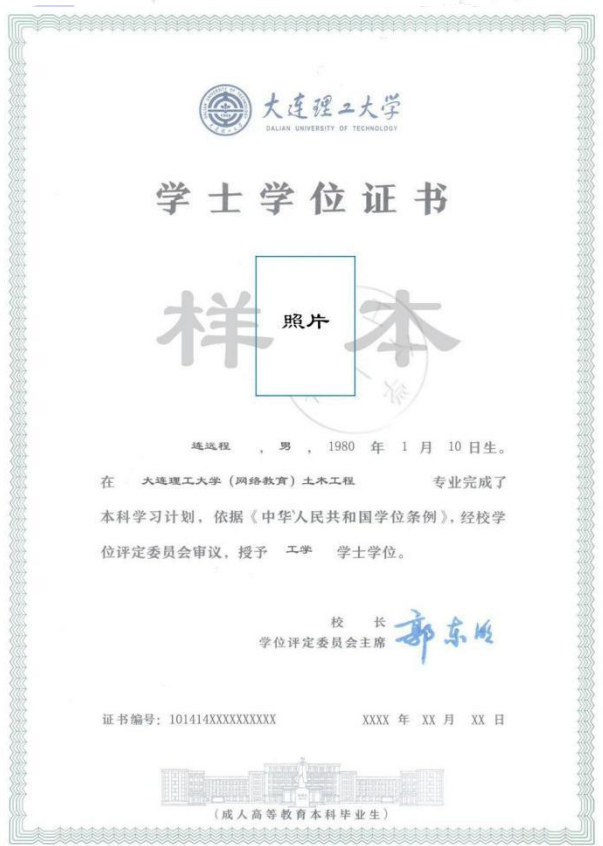 大连理工大学
DALIAN UNIVERSITY OF TECHNOLOGY
学士学位证书
样本
照片
连远程 ，男 ，1980 年 1 月 10 日生。
在 大连理工大学（网络教育）土木工程 专业完成了
本科学习计划，依据《中华人民共和国学位条例》，经校学
位评定委员会审议，授予 工学 学士学位。
校 长
学位评定委员会主席 郭东明
证书编号：101414XXXXXXXXXX XXXX 年 XX 月 XX 日
（成人高等教育本科毕业生）